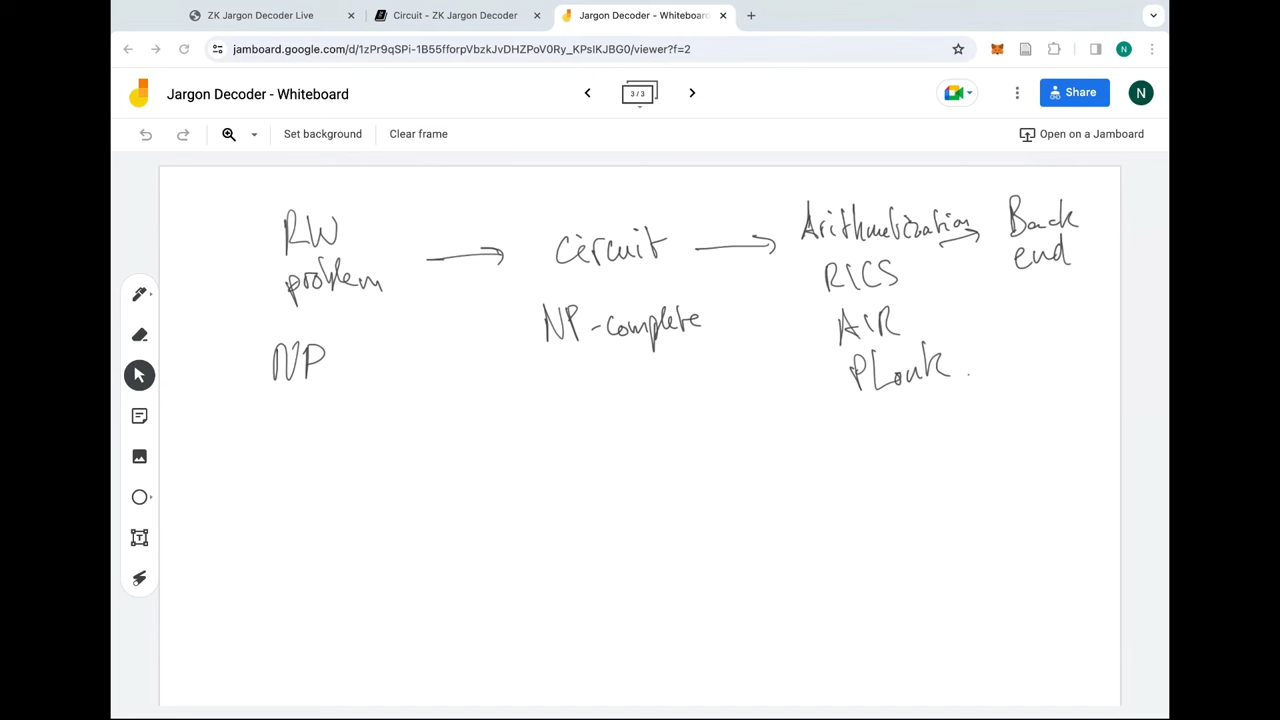 ZK Jargon Decoder Live
Circuit - ZK Jargon Decoder
Jargon Decoder - Whiteboard
jamboard.google.com/d/1zPr9qSPi-1B55fforpVbzkJvDHZPoV0Ry_KPsIKJBG0/viewer?f=2
N
Jargon Decoder - Whiteboard
3 / 3
Share
N
Set background
Clear frame
Open on a Jamboard
RW problem
NP
circuit
NP-complete
Arithmetization
R1CS
AIR
PLonk.
Back
end